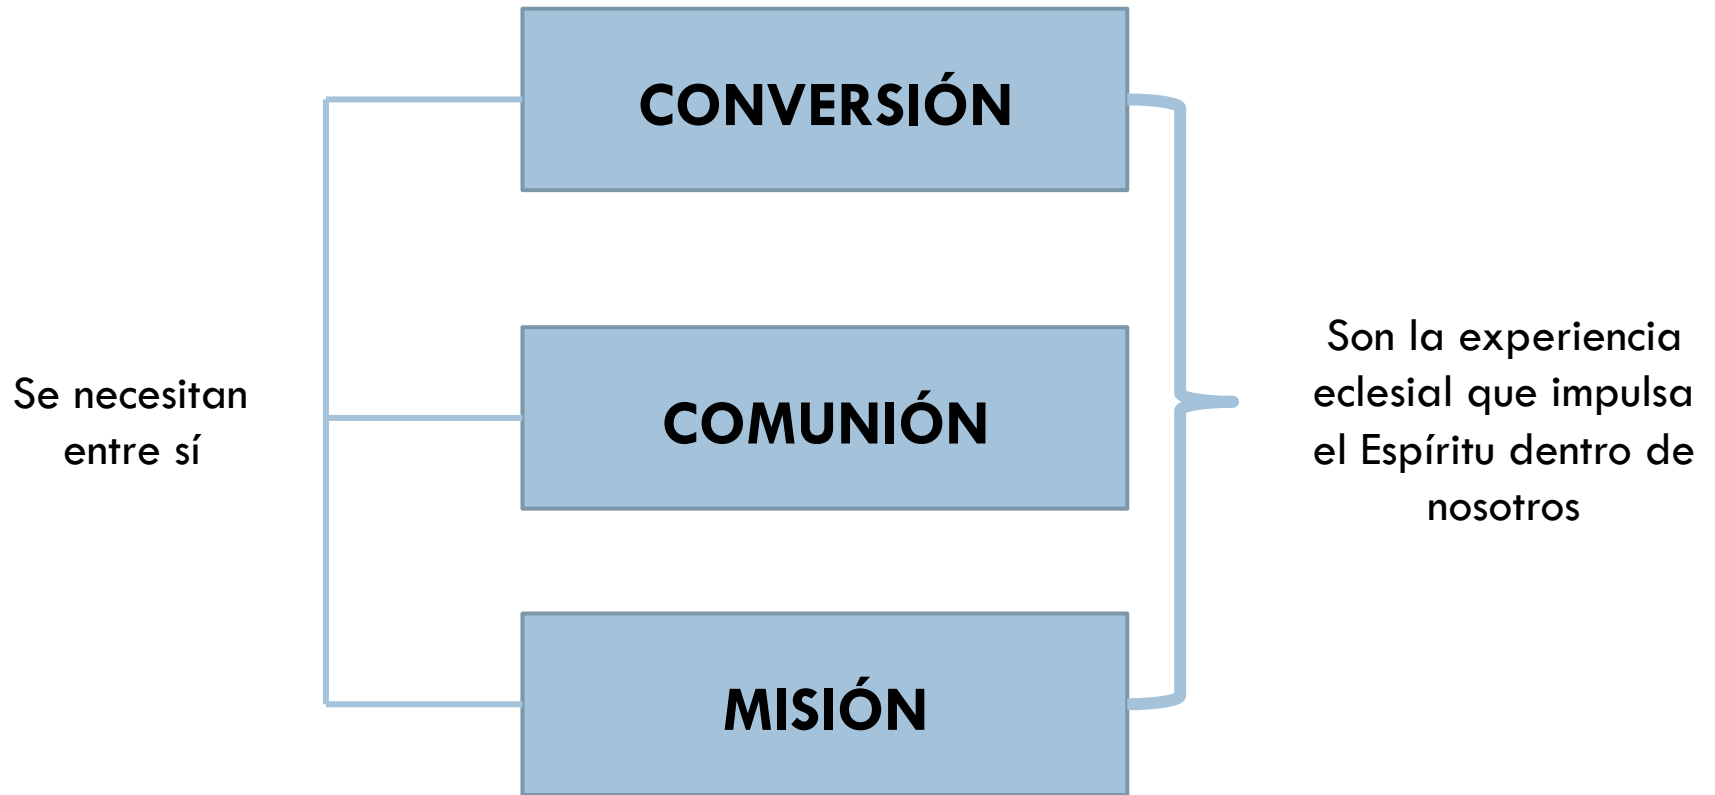 CONVERSIÓN
Se necesitan
entre sí
COMUNIÓN
Son la experiencia
eclesial que impulsa
el Espíritu dentro de
nosotros
MISIÓN